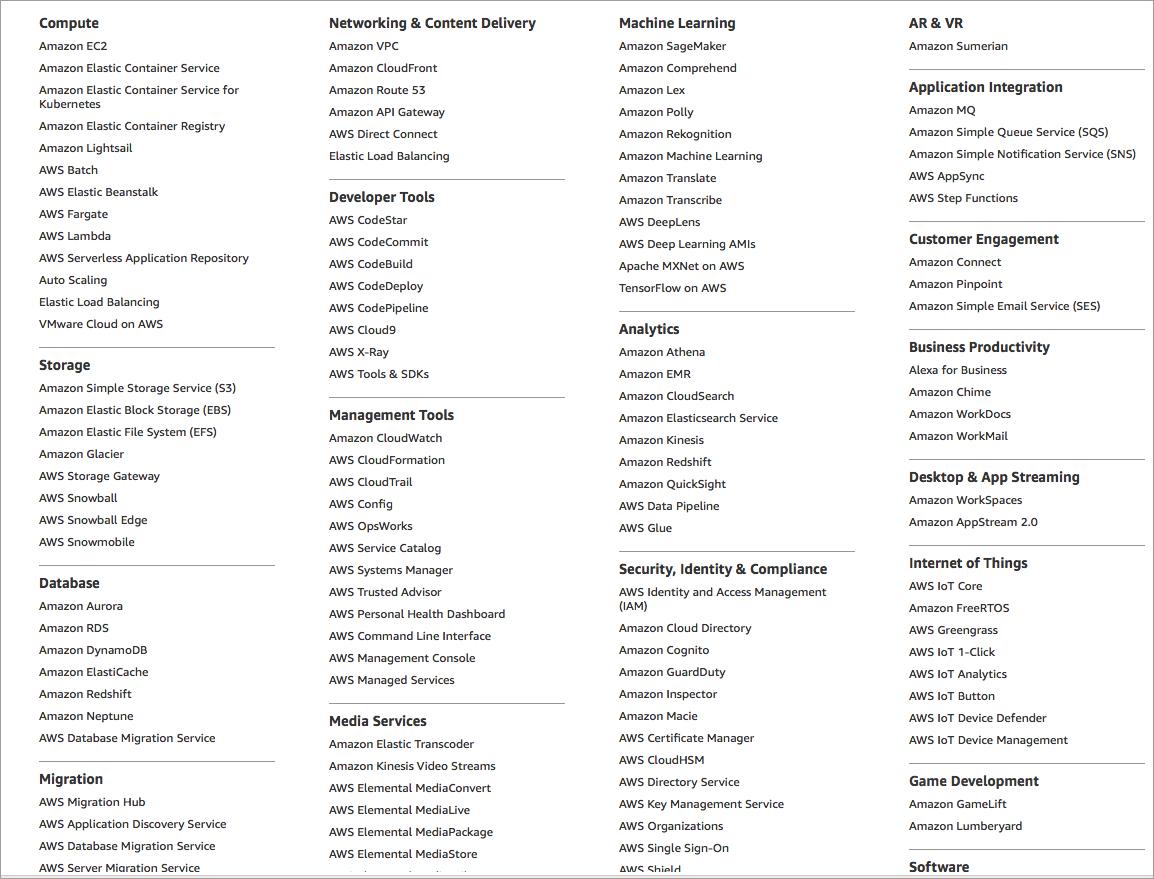 Compute
Amazon EC2
Amazon Elastic Container Service
Amazon Elastic Container Service for
Kubernetes
Amazon Elastic Container Registry
Amazon Lightsail
AWS Batch
AWS Elastic Beanstalk
AWS Fargate
AWS Lambda
AWS Serverless Application Repository
Auto Scaling
Elastic Load Balancing
VMware Cloud on AWS
Storage
Amazon Simple Storage Service (S3)
Amazon Elastic Block Storage (EBS)
Amazon Elastic File System (EFS)
Amazon Glacier
AWS Storage Gateway
AWS Snowball
AWS Snowball Edge
AWS Snowmobile
Database
Amazon Aurora
Amazon RDS
Amazon DynamoDB
Amazon ElastiCache
Amazon Redshift
Amazon Neptune
AWS Database Migration Service
Migration
AWS Migration Hub
AWS Application Discovery Service
AWS Database Migration Service
AWS Server Migration Service
Networking & Content Delivery
Amazon VPC
Amazon CloudFront
Amazon Route 53
Amazon API Gateway
AWS Direct Connect
Elastic Load Balancing
Developer Tools
AWS CodeStar
AWS CodeCommit
AWS CodeBuild
AWS CodeDeploy
AWS CodePipeline
AWS Cloud9
AWS X-Ray
AWS Tools & SDKs
Management Tools
Amazon CloudWatch
AWS CloudFormation
AWS CloudTrail
AWS Config
AWS OpsWorks
AWS Service Catalog
AWS Systems Manager
AWS Trusted Advisor
AWS Personal Health Dashboard
AWS Command Line Interface
AWS Management Console
AWS Managed Services
Media Services
Amazon Elastic Transcoder
Amazon Kinesis Video Streams
AWS Elemental MediaConvert
AWS Elemental MediaLive
AWS Elemental MediaPackage
AWS Elemental MediaStore
Machine Learning
Amazon SageMaker
Amazon Comprehend
Amazon Lex
Amazon Polly
Amazon Rekognition
Amazon Machine Learning
Amazon Translate
Amazon Transcribe
AWS DeepLens
AWS Deep Learning AMIs
Apache MXNet on AWS
TensorFlow on AWS
Analytics
Amazon Athena
Amazon EMR
Amazon CloudSearch
Amazon Elasticsearch Service
Amazon Kinesis
Amazon Redshift
Amazon QuickSight
AWS Data Pipeline
AWS Glue
Security, Identity & Compliance
AWS Identity and Access Management
(IAM)
Amazon Cloud Directory
Amazon Cognito
Amazon GuardDuty
Amazon Inspector
Amazon Macie
AWS Certificate Manager
AWS CloudHSM
AWS Directory Service
AWS Key Management Service
AWS Organizations
AWS Single Sign-On
AWS Shield
AR & VR
Amazon Sumerian
Application Integration
Amazon MQ
Amazon Simple Queue Service (SQS)
Amazon Simple Notification Service (SNS)
AWS AppSync
AWS Step Functions
Customer Engagement
Amazon Connect
Amazon Pinpoint
Amazon Simple Email Service (SES)
Business Productivity
Alexa for Business
Amazon Chime
Amazon WorkDocs
Amazon WorkMail
Desktop & App Streaming
Amazon WorkSpaces
Amazon AppStream 2.0
Internet of Things
AWS IoT Core
Amazon FreeRTOS
AWS Greengrass
AWS IoT 1-Click
AWS IoT Analytics
AWS IoT Button
AWS IoT Device Defender
AWS IoT Device Management
Game Development
Amazon GameLift
Amazon Lumberyard
Software